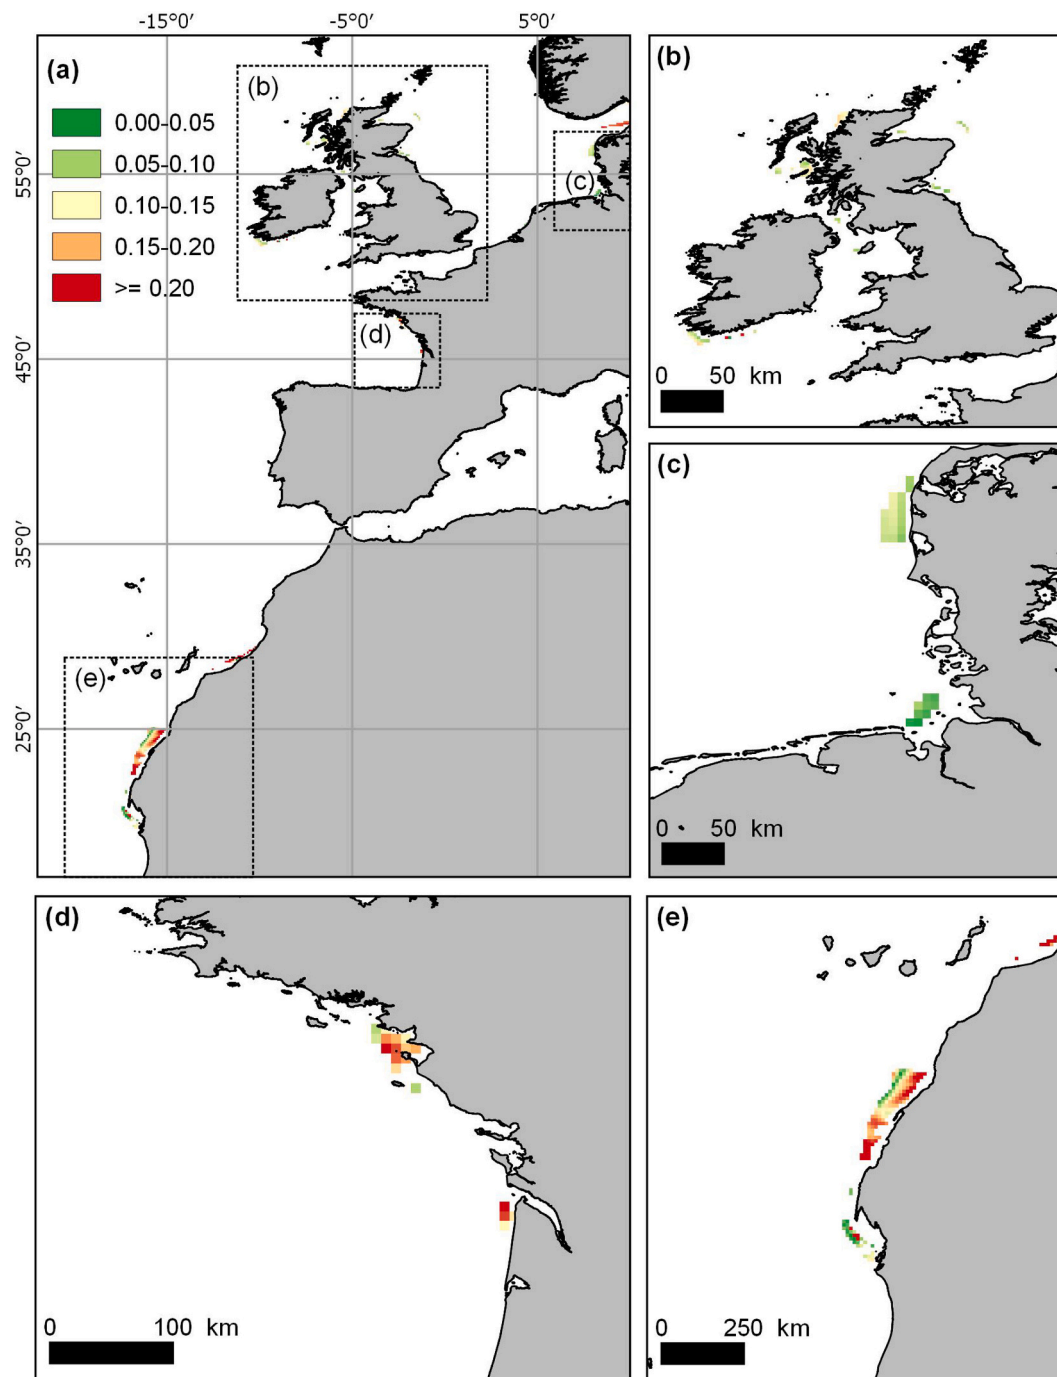 -15°0′ -5°0′ 5°0′
(a)
(b)
0.00-0.05
0.05-0.10
0.10-0.15
0.15-0.20
>= 0.20
(c)
(d)
(e)
55°0′
45°0′
35°0′
25°0′
(b)
0 50 km
(c)
0 50 km
(d)
0 100 km
(e)
0 250 km